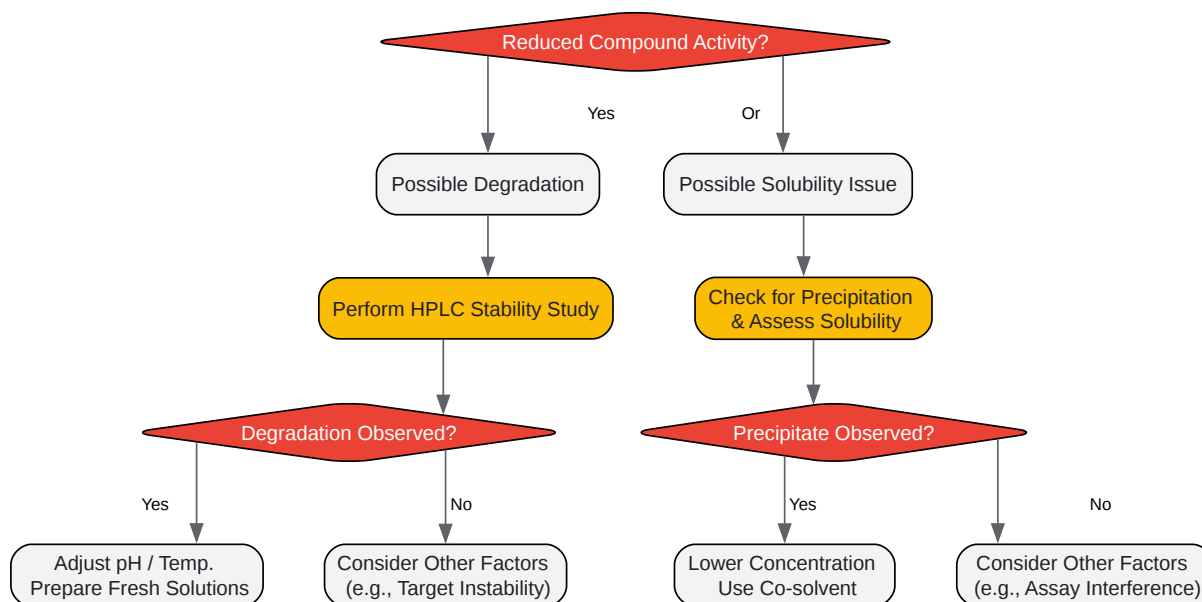 Reduced Compound Activity?
Yes
Or
Possible Degradation
Possible Solubility Issue
Perform HPLC Stability Study
Check for Precipitation
& Assess Solubility
Degradation Observed?
Precipitate Observed?
Yes
No
Yes
No
Adjust pH / Temp.
Prepare Fresh Solutions
Consider Other Factors
(e.g., Target Instability)
Lower Concentration
Use Co-solvent
Consider Other Factors
(e.g., Assay Interference)